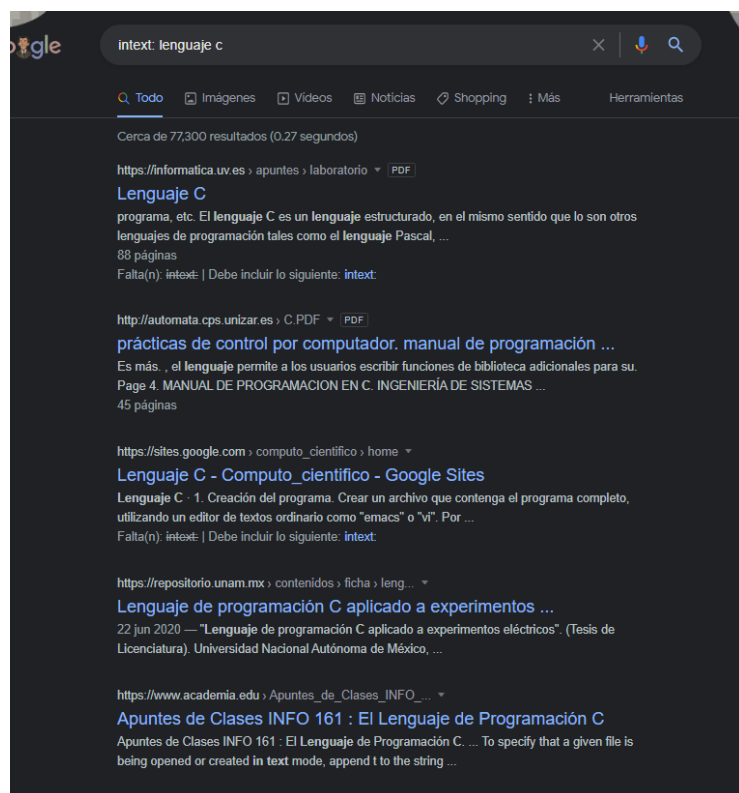 gle
intext: lenguaje c
Todo Imágenes Vídeos Noticias Shopping Más Herramientas
Cerca de 77,300 resultados (0.27 segundos)
https://informatica.uv.es › apuntes › laboratorio PDF
Lenguaje C
programa, etc. El lenguaje C es un lenguaje estructurado, en el mismo sentido que lo son otros
lenguajes de programación tales como el lenguaje Pascal, ...
88 páginas
Falta(n): intext: | Debe incluir lo siguiente: intext:
http://automata.cps.unizar.es › C.PDF PDF
prácticas de control por computador. manual de programación ...
Es más. , el lenguaje permite a los usuarios escribir funciones de biblioteca adicionales para su.
Page 4. MANUAL DE PROGRAMACION EN C. INGENIERÍA DE SISTEMAS ...
45 páginas
https://sites.google.com › computo_cientifico › home
Lenguaje C - Computo_cientifico - Google Sites
Lenguaje C · 1. Creación del programa. Crear un archivo que contenga el programa completo,
utilizando un editor de textos ordinario como "emacs" o "vi". Por ...
Falta(n): intext: | Debe incluir lo siguiente: intext:
https://repositorio.unam.mx › contenidos › ficha › leng...
Lenguaje de programación C aplicado a experimentos ...
22 jun 2020 — "Lenguaje de programación C aplicado a experimentos eléctricos". (Tesis de
Licenciatura). Universidad Nacional Autónoma de México, ...
https://www.academia.edu › Apuntes_de_Clases_INFO_...
Apuntes de Clases INFO 161 : El Lenguaje de Programación C
Apuntes de Clases INFO 161 : El Lenguaje de Programación C. ... To specify that a given file is
being opened or created in text mode, append t to the string ...